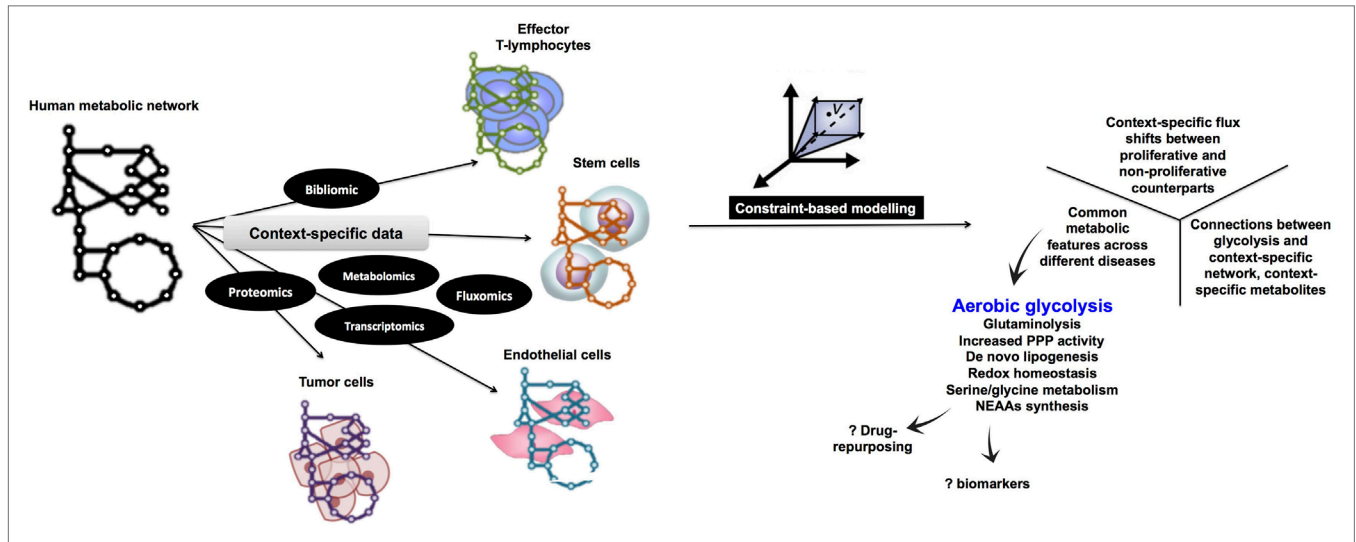 Human metabolic network
Effector
T-lymphocytes
Stem cells
Bibliomic
Context-specific data
Metabolomics
Proteomics
Fluxomics
Transcriptomics
Tumor cells
Endothelial cells
V
Constraint-based modelling
Context-specific flux
shifts between
proliferative and
non-proliferative
counterparts
Common
metabolic
features across
different diseases
Connections between
glycolysis and
context-specific
network, context-
specific metabolites
Aerobic glycolysis
Glutaminolysis
Increased PPP activity
De novo lipogenesis
Redox homeostasis
Serine/glycine metabolism
NEAAs synthesis
? Drug-
repurposing
? biomarkers